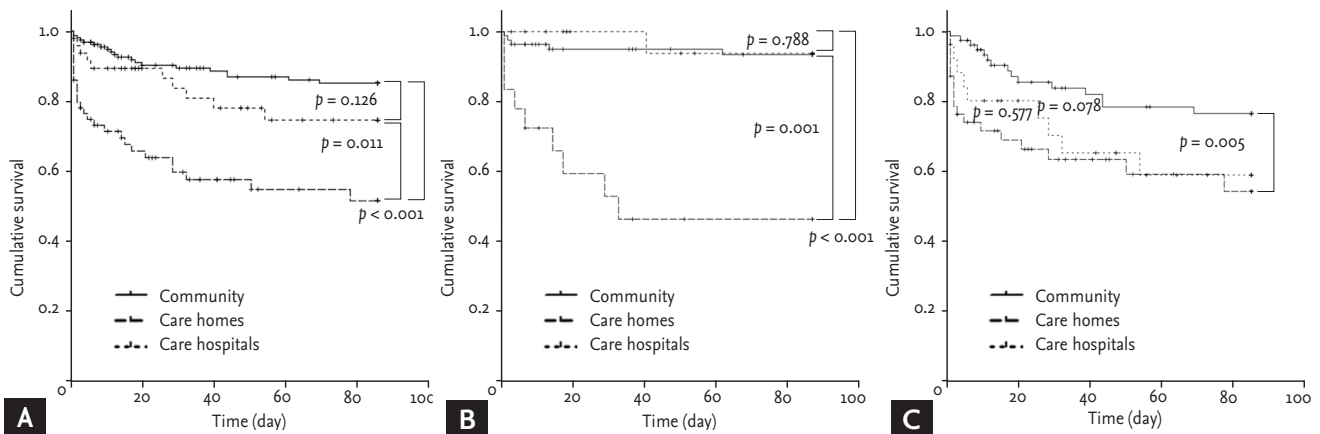 1.0
0.8
0.6
0.4
0.2
0
20
40
60
80
100
Cumulative survival
Time (day)
p = 0.126
p = 0.011
p < 0.001
Community
Care homes
Care hospitals
A
1.0
0.8
0.6
0.4
0.2
0
20
40
60
80
100
Cumulative survival
Time (day)
p = 0.788
p = 0.001
p < 0.001
Community
Care homes
Care hospitals
B
1.0
0.8
0.6
0.4
0.2
0
20
40
60
80
100
Cumulative survival
Time (day)
p = 0.577
p = 0.078
p = 0.005
Community
Care homes
Care hospitals
C